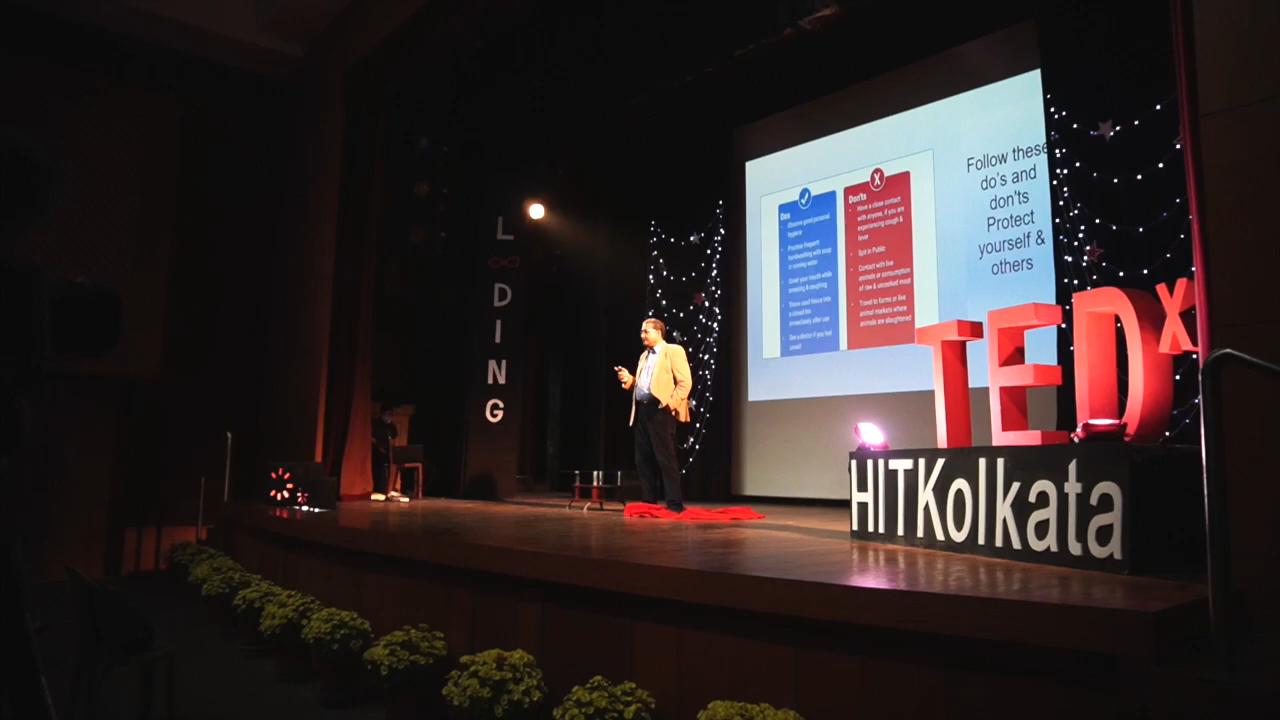 L
DING
Dos
Observe good personal
hygiene
Practice frequent
handwashing with soap
& running water
Cover your mouth while
sneezing & coughing
Throw used tissue into
a closed bin
immediately after use
See a doctor if you feel
unwell
X
Don'ts
Have a close contact
with anyone, if you are
experiencing cough &
fever
Spit in Public
Contact with live
animals or consumption
of raw & uncooked meat
Travel to farms or live
animal markets where
animals are slaughtered
Follow these
do's and
don'ts
Protect
yourself &
others
TEDx
HITKolkata